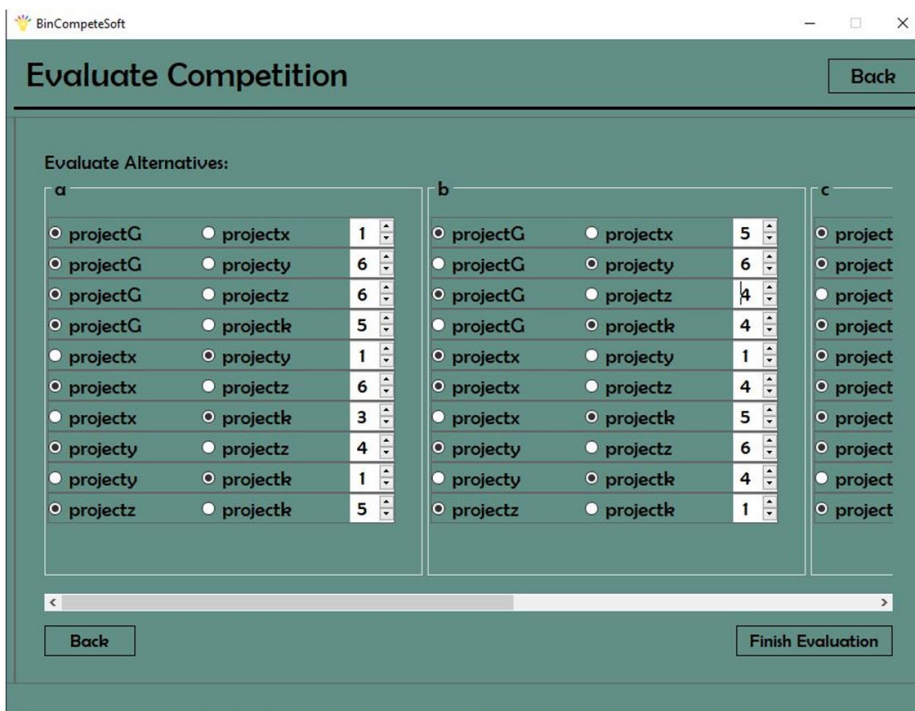 BinCompeteSoft
Evaluate Competition Back
Evaluate Alternatives:
a b c
projectG projectx 1 projectG projectx 5 project
projectG projecty 6 projectG projecty 6 project
projectG projectz 6 projectG projectz 4 project
projectG projectk 5 projectG projectk 4 project
projectx projecty 1 projectx projecty 1 project
projectx projectz 6 projectx projectz 4 project
projectx projectk 3 projectx projectk 5 project
projecty projectz 4 projecty projectz 6 project
projecty projectk 1 projecty projectk 4 project
projectz projectk 5 projectz projectk 1 project
Back Finish Evaluation